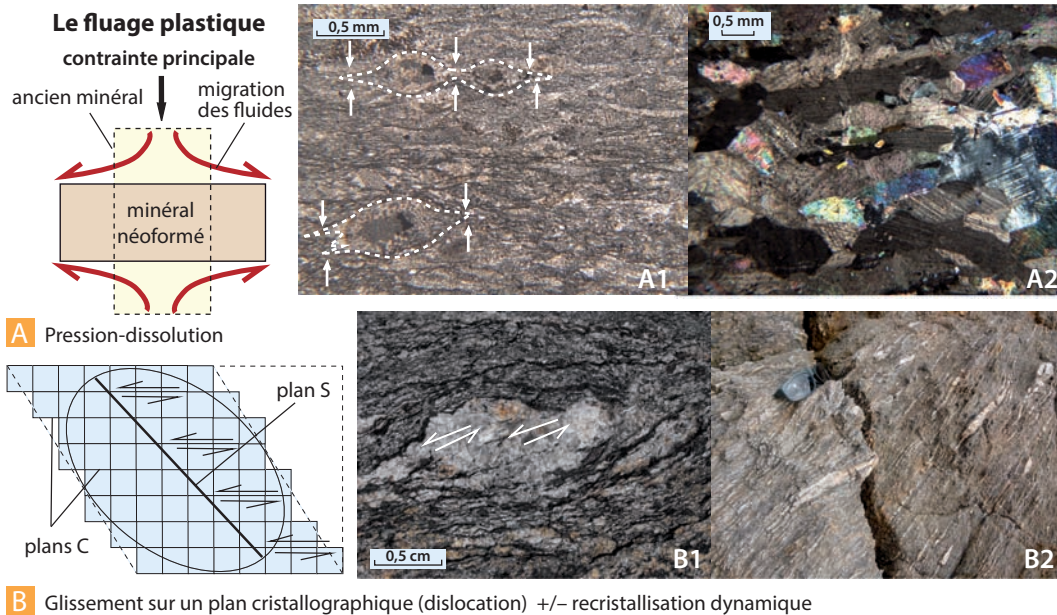 Le fluage plastique
contrainte principale
ancien minéral
migration
des fluides
minéral
néoformé
A Pression-dissolution
0,5 mm
A1
0,5 mm
A2
plan S
plans C
0,5 cm
B1
B2
B Glissement sur un plan cristallographique (dislocation) +/– recristallisation dynamique